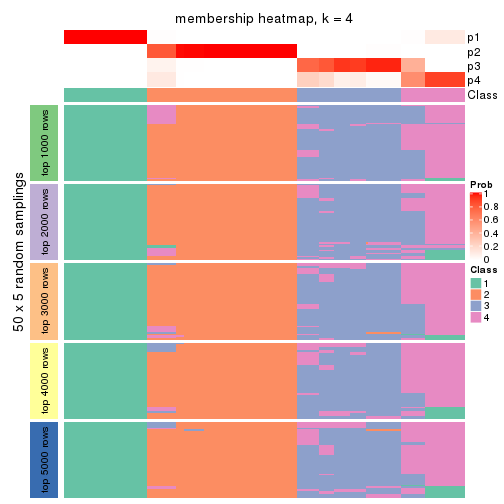 membership heatmap, k = 4
p1
p2
p3
p4
Class
50 x 5 random samplings
top 1000 rows
top 2000 rows
top 3000 rows
top 4000 rows
top 5000 rows
Prob
1
0.8
0.6
0.4
0.2
0
Class
1
2
3
4